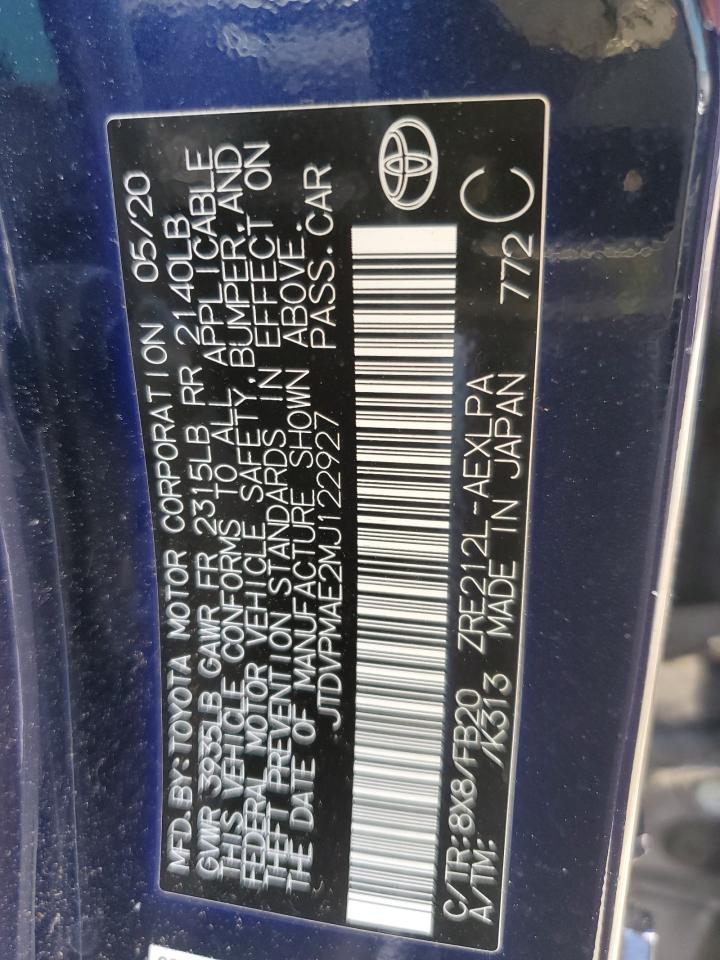 MFD. BY: TOYOTA MOTOR CORPORATION 05/20
GVWR 3935LB GAWR FR 2315LB RR 2140LB
THIS VEHICLE CONFORMS TO ALL APPLICABLE
FEDERAL MOTOR VEHICLE SAFETY, BUMPER, AND
THEFT PREVENTION STANDARDS IN EFFECT ON
THE DATE OF MANUFACTURE SHOWN ABOVE.
JTDVPMAE2MJ122927 PASS. CAR
C/TR: 8X8/FB20 ZRE212L-AEXLPA 772 C
A/TM: /K313 MADE IN JAPAN